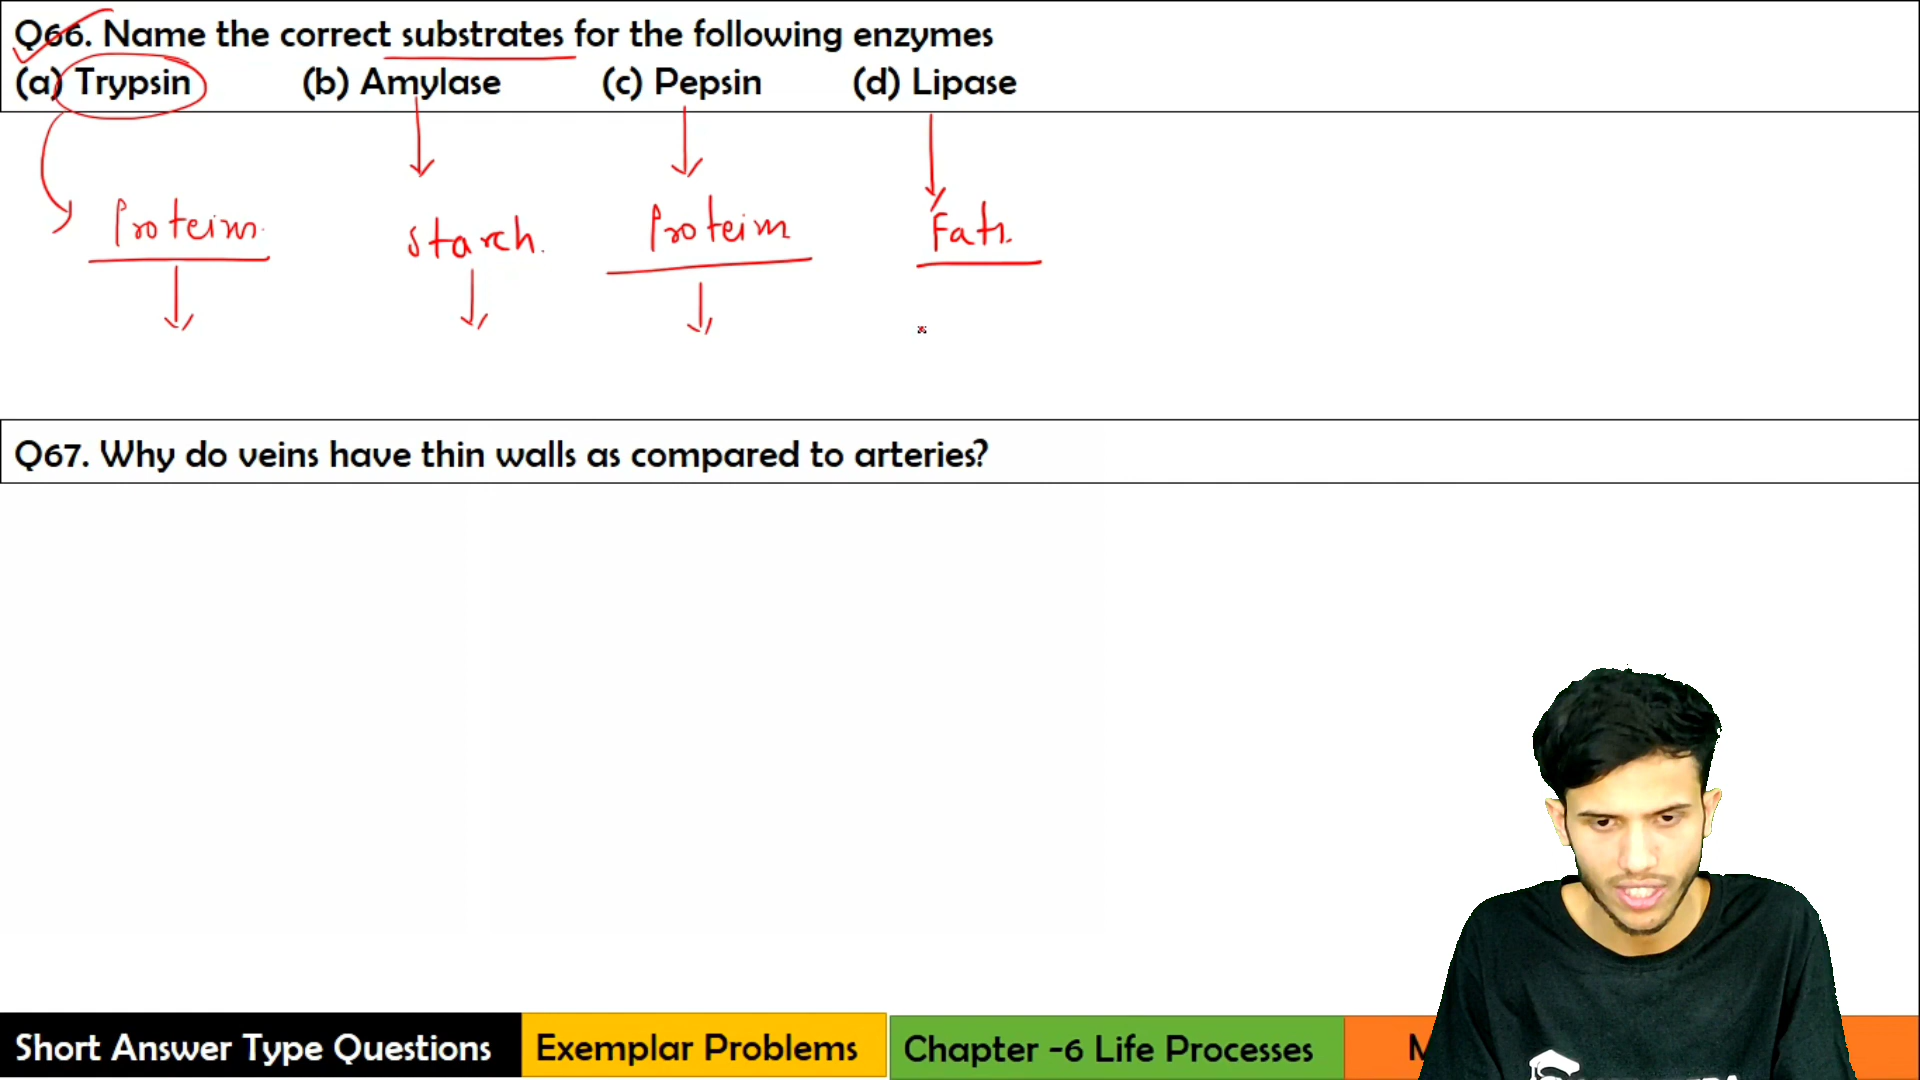 Q66. Name the correct substrates for the following enzymes
(a) Trypsin (b) Amylase (c) Pepsin (d) Lipase
Proteins. starch. Protein Fats.
Q67. Why do veins have thin walls as compared to arteries?
Short Answer Type Questions Exemplar Problems Chapter -6 Life Processes